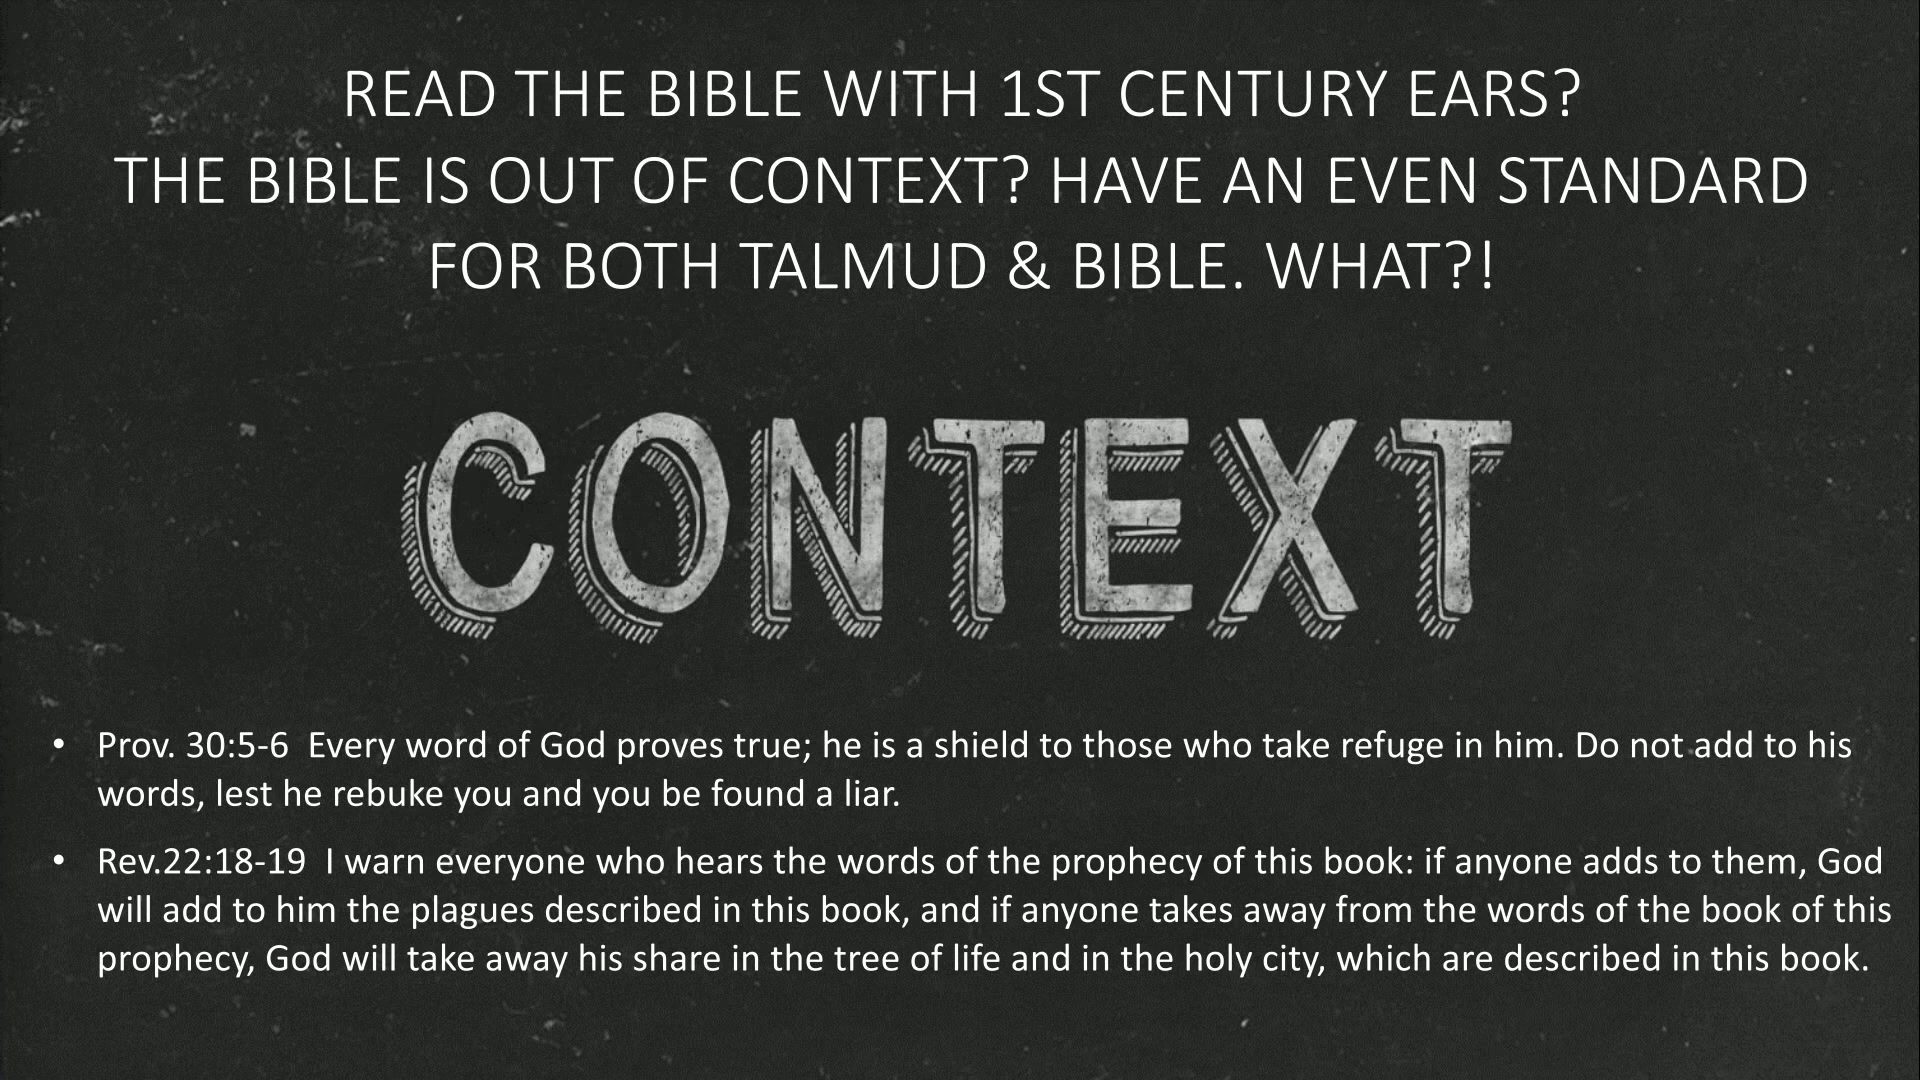 READ THE BIBLE WITH 1ST CENTURY EARS?
THE BIBLE IS OUT OF CONTEXT? HAVE AN EVEN STANDARD
FOR BOTH TALMUD & BIBLE. WHAT?!
CONTEXT
• Prov. 30:5-6  Every word of God proves true; he is a shield to those who take refuge in him. Do not add to his
words, lest he rebuke you and you be found a liar.
• Rev.22:18-19  I warn everyone who hears the words of the prophecy of this book: if anyone adds to them, God
will add to him the plagues described in this book, and if anyone takes away from the words of the book of this
prophecy, God will take away his share in the tree of life and in the holy city, which are described in this book.